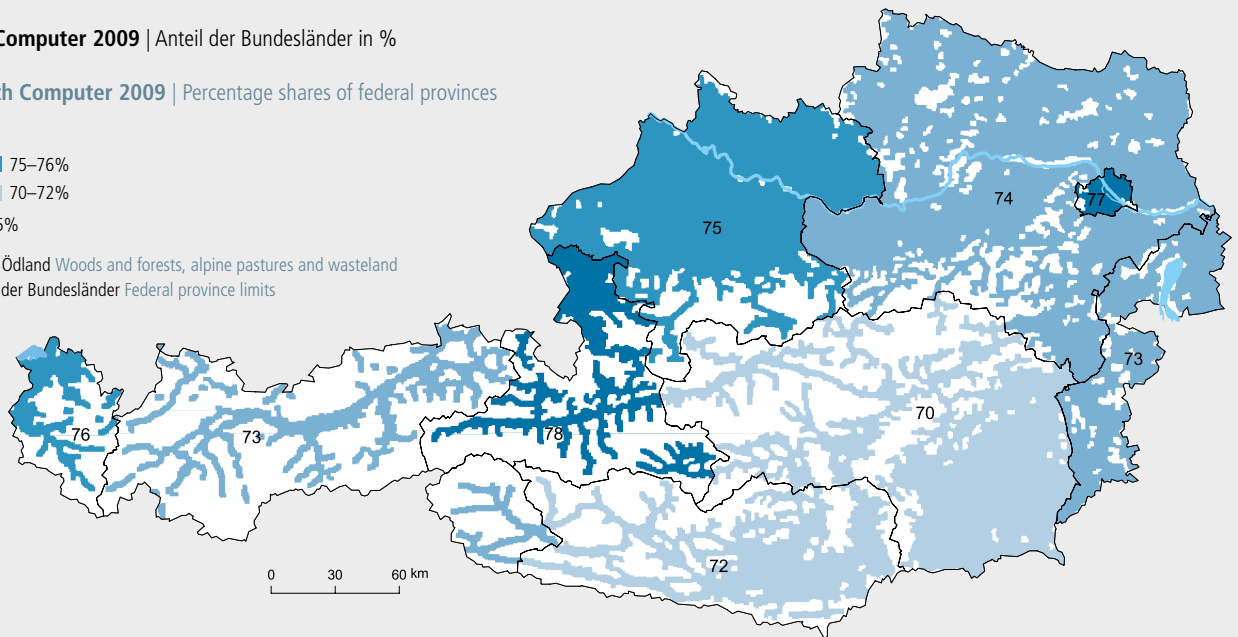 Computer 2009 | Anteil der Bundesländer in %
h Computer 2009 | Percentage shares of federal provinces
75–76%
70–72%
5%
Ödland Woods and forests, alpine pastures and wasteland
der Bundesländer Federal province limits
75
74
77
73
76
73
78
70
72
0 30 60 km